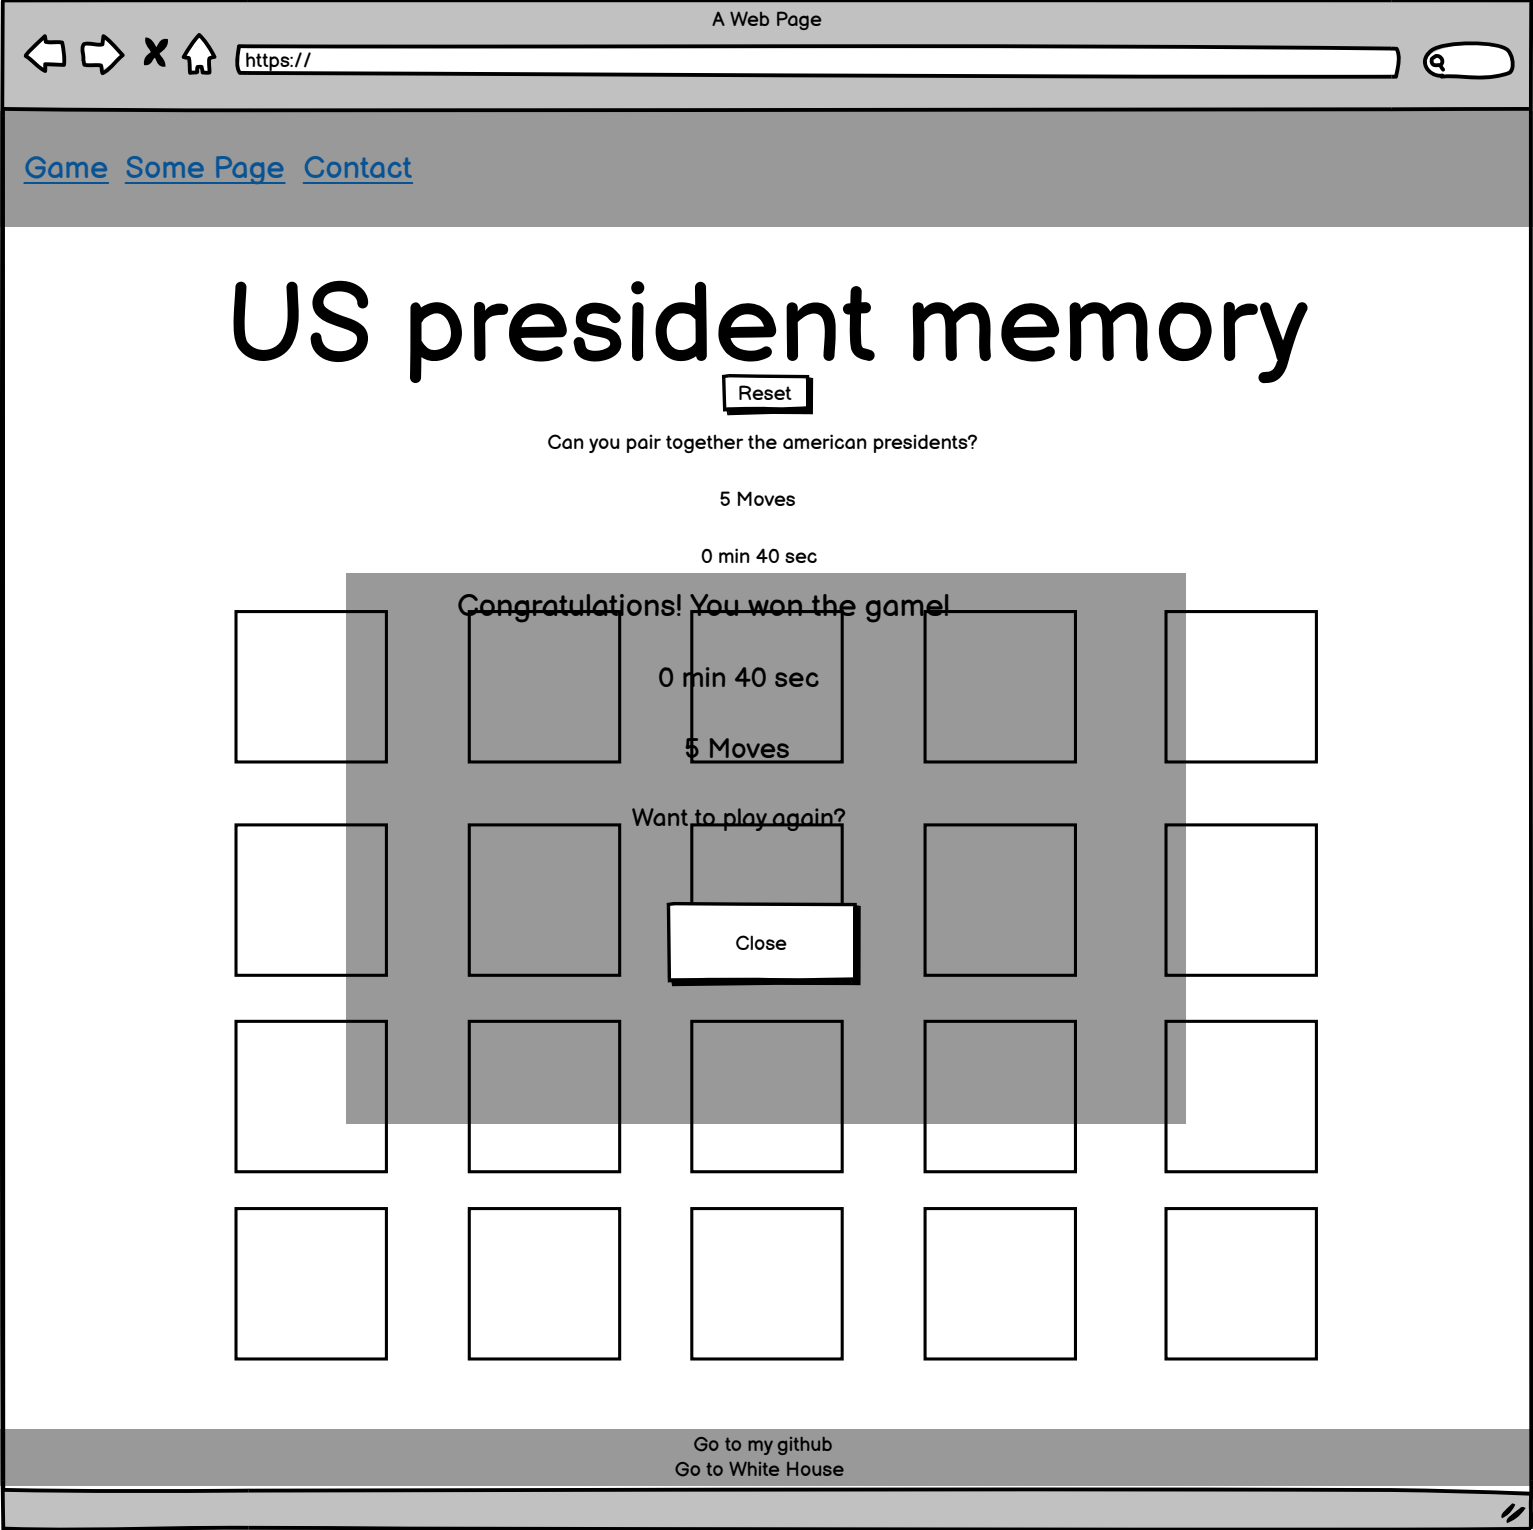 A Web Page
https://
Game Some Page Contact
US president memory
Reset
Can you pair together the american presidents?
5 Moves
0 min 40 sec
Congratulations! You won the game!
0 min 40 sec
5 Moves
Want to play again?
Close
Go to my github
Go to White House